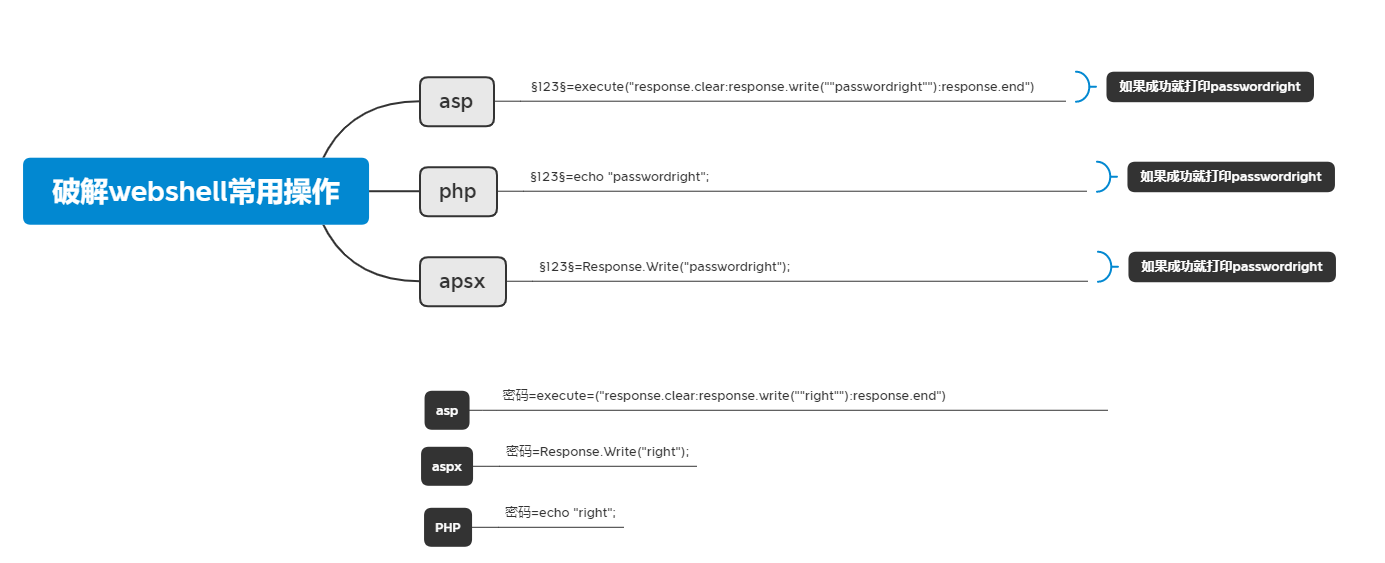 asp
§123§=execute("response.clear:response.write(""passwordright""):response.end")
如果成功就打印passwordright
破解webshell常用操作
php
§123§=echo "passwordright";
如果成功就打印passwordright
apsx
§123§=Response.Write("passwordright");
如果成功就打印passwordright
asp
密码=execute=("response.clear:response.write(""right""):response.end")
aspx
密码=Response.Write("right");
PHP
密码=echo "right";